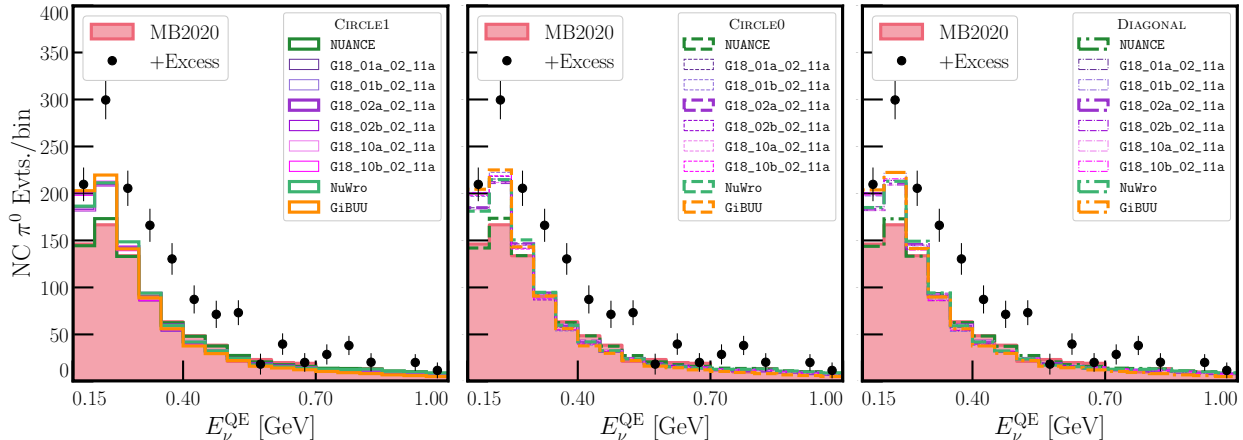 NC π⁰ Evts./bin
400
350
300
250
200
150
100
50
0
MB2020
+Excess
CIRCLE1
NUANCE
G18_01a_02_11a
G18_01b_02_11a
G18_02a_02_11a
G18_02b_02_11a
G18_10a_02_11a
G18_10b_02_11a
NuWro
GiBUU
0.15 0.40 0.70 1.00
E_ν^QE [GeV]
MB2020
+Excess
CIRCLE0
NUANCE
G18_01a_02_11a
G18_01b_02_11a
G18_02a_02_11a
G18_02b_02_11a
G18_10a_02_11a
G18_10b_02_11a
NuWro
GiBUU
0.15 0.40 0.70 1.00
E_ν^QE [GeV]
MB2020
+Excess
DIAGONAL
NUANCE
G18_01a_02_11a
G18_01b_02_11a
G18_02a_02_11a
G18_02b_02_11a
G18_10a_02_11a
G18_10b_02_11a
NuWro
GiBUU
0.15 0.40 0.70 1.00
E_ν^QE [GeV]